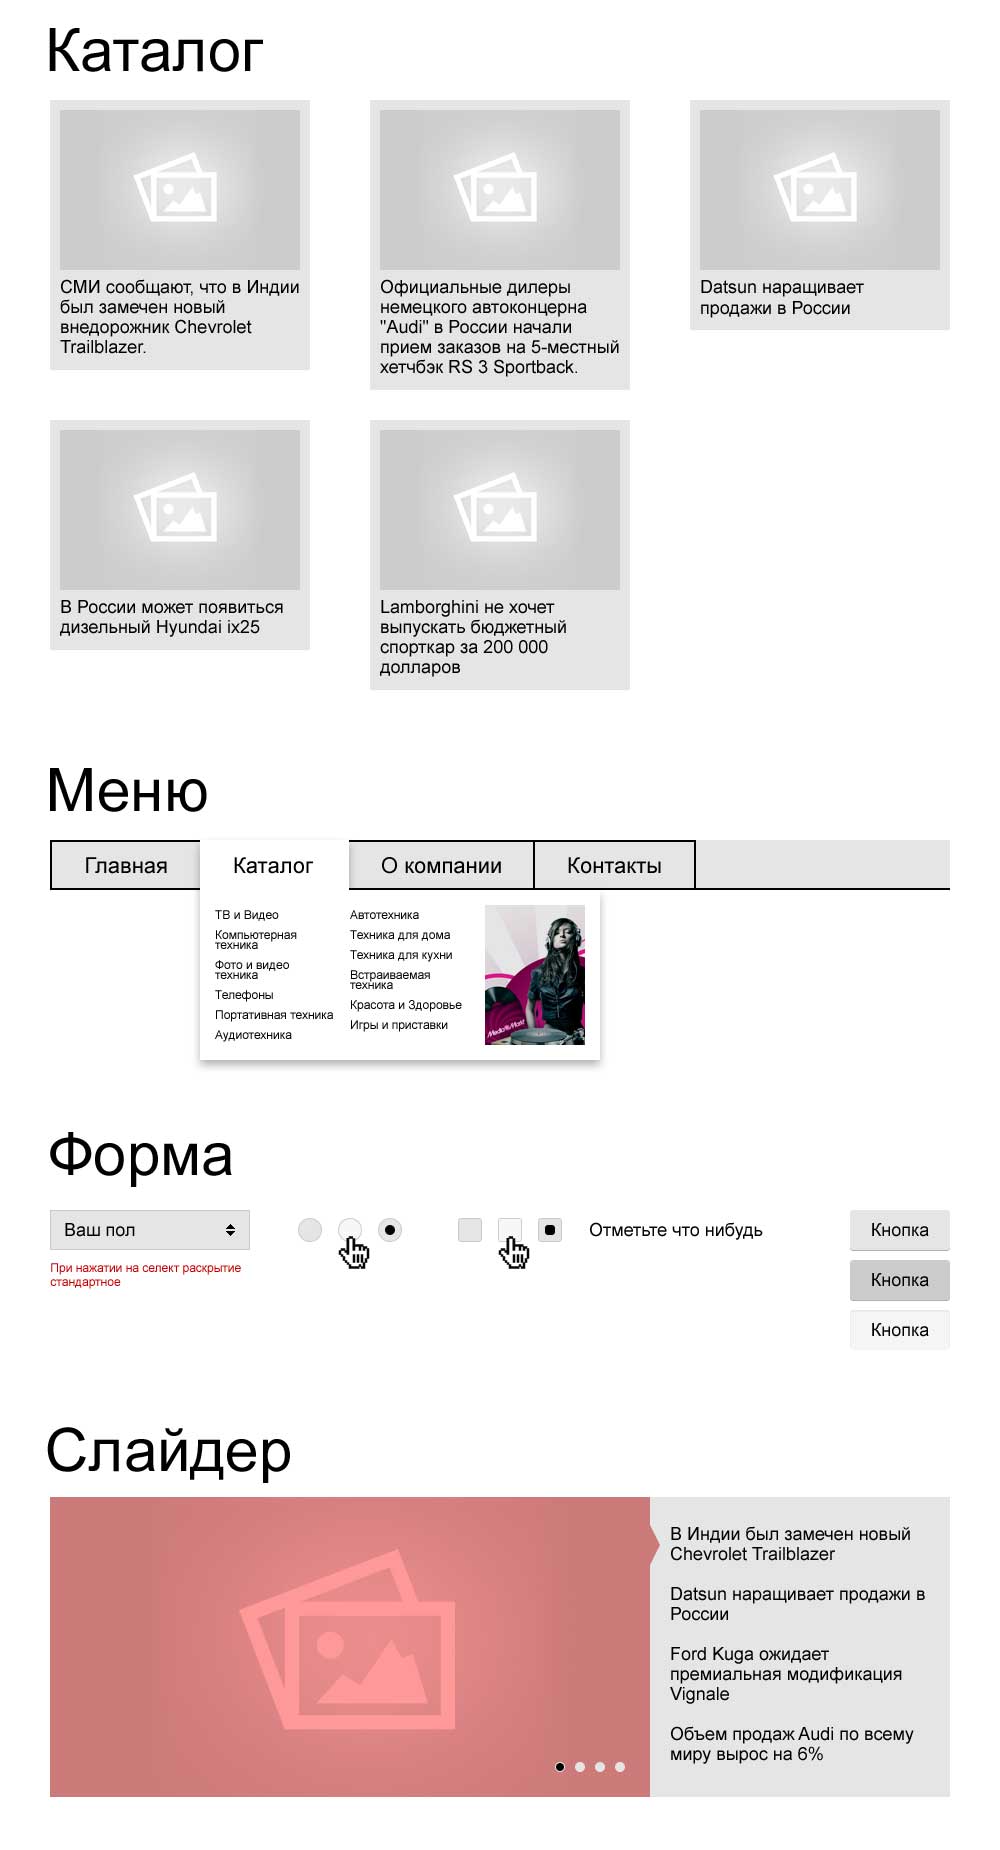 Каталог
СМИ сообщают, что в Индии
был замечен новый
внедорожник Chevrolet
Trailblazer.
Официальные дилеры
немецкого автоконцерна
"Audi" в России начали
прием заказов на 5-местный
хетчбэк RS 3 Sportback.
Datsun наращивает
продажи в России
В России может появиться
дизельный Hyundai ix25
Lamborghini не хочет
выпускать бюджетный
спорткар за 200 000
долларов
Меню
Главная
Каталог
О компании
Контакты
ТВ и Видео
Компьютерная
техника
Фото и видео
техника
Телефоны
Портативная техника
Аудиотехника
Автотехника
Техника для дома
Техника для кухни
Встраиваемая
техника
Красота и Здоровье
Игры и приставки
Media Markt
Форма
Ваш пол
При нажатии на селект раскрытие
стандартное
Отметьте что нибудь
Кнопка
Кнопка
Кнопка
Слайдер
В Индии был замечен новый
Chevrolet Trailblazer
Datsun наращивает продажи в
России
Ford Kuga ожидает
премиальная модификация
Vignale
Объем продаж Audi по всему
миру вырос на 6%